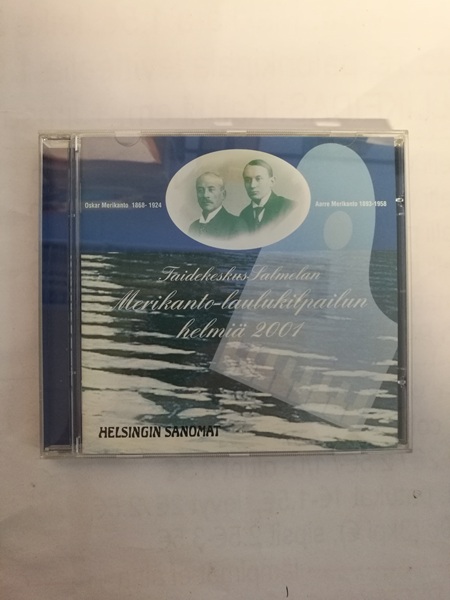 Oskar Merikanto 1868- 1924
Aarre Merikanto 1893-1958
Taidekeskus Salmelan
Merikanto-laulukilpailun
helmiä 2001
HELSINGIN SANOMAT